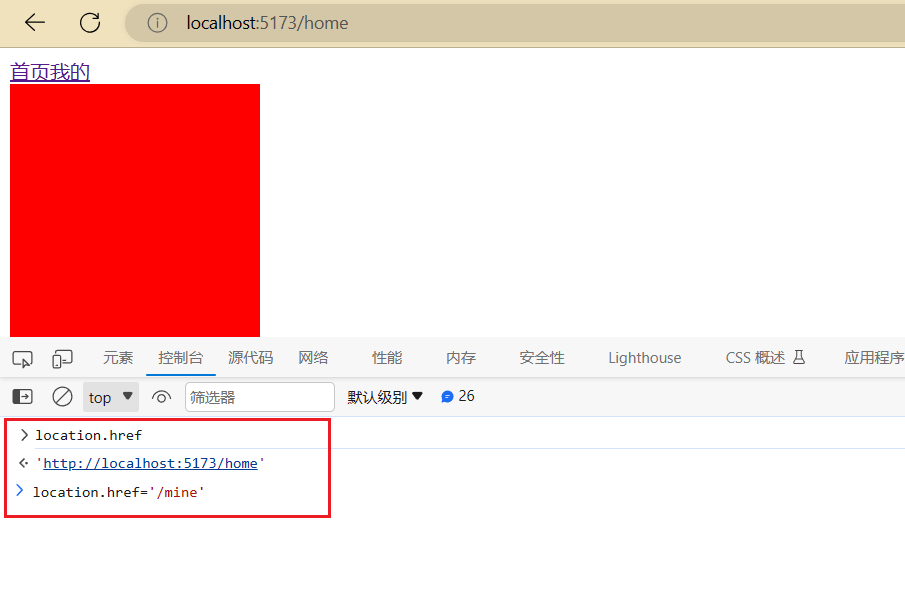 localhost:5173/home
首页我的
元素 控制台 源代码 网络 性能 内存 安全性 Lighthouse CSS 概述 应用程序
top 筛选器 默认级别 26
location.href
'http://localhost:5173/home'
location.href='/mine'